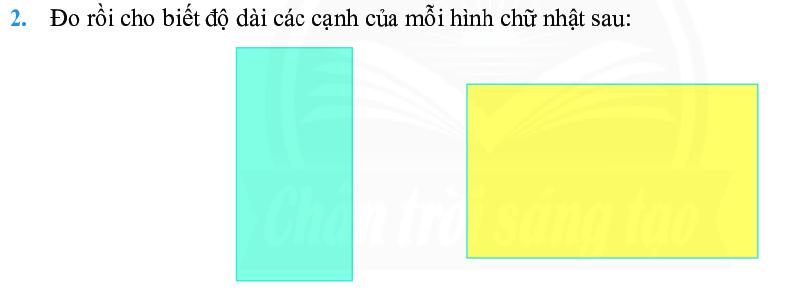 2. Đo rồi cho biết độ dài các cạnh của mỗi hình chữ nhật sau:
Chân trời sáng tạo